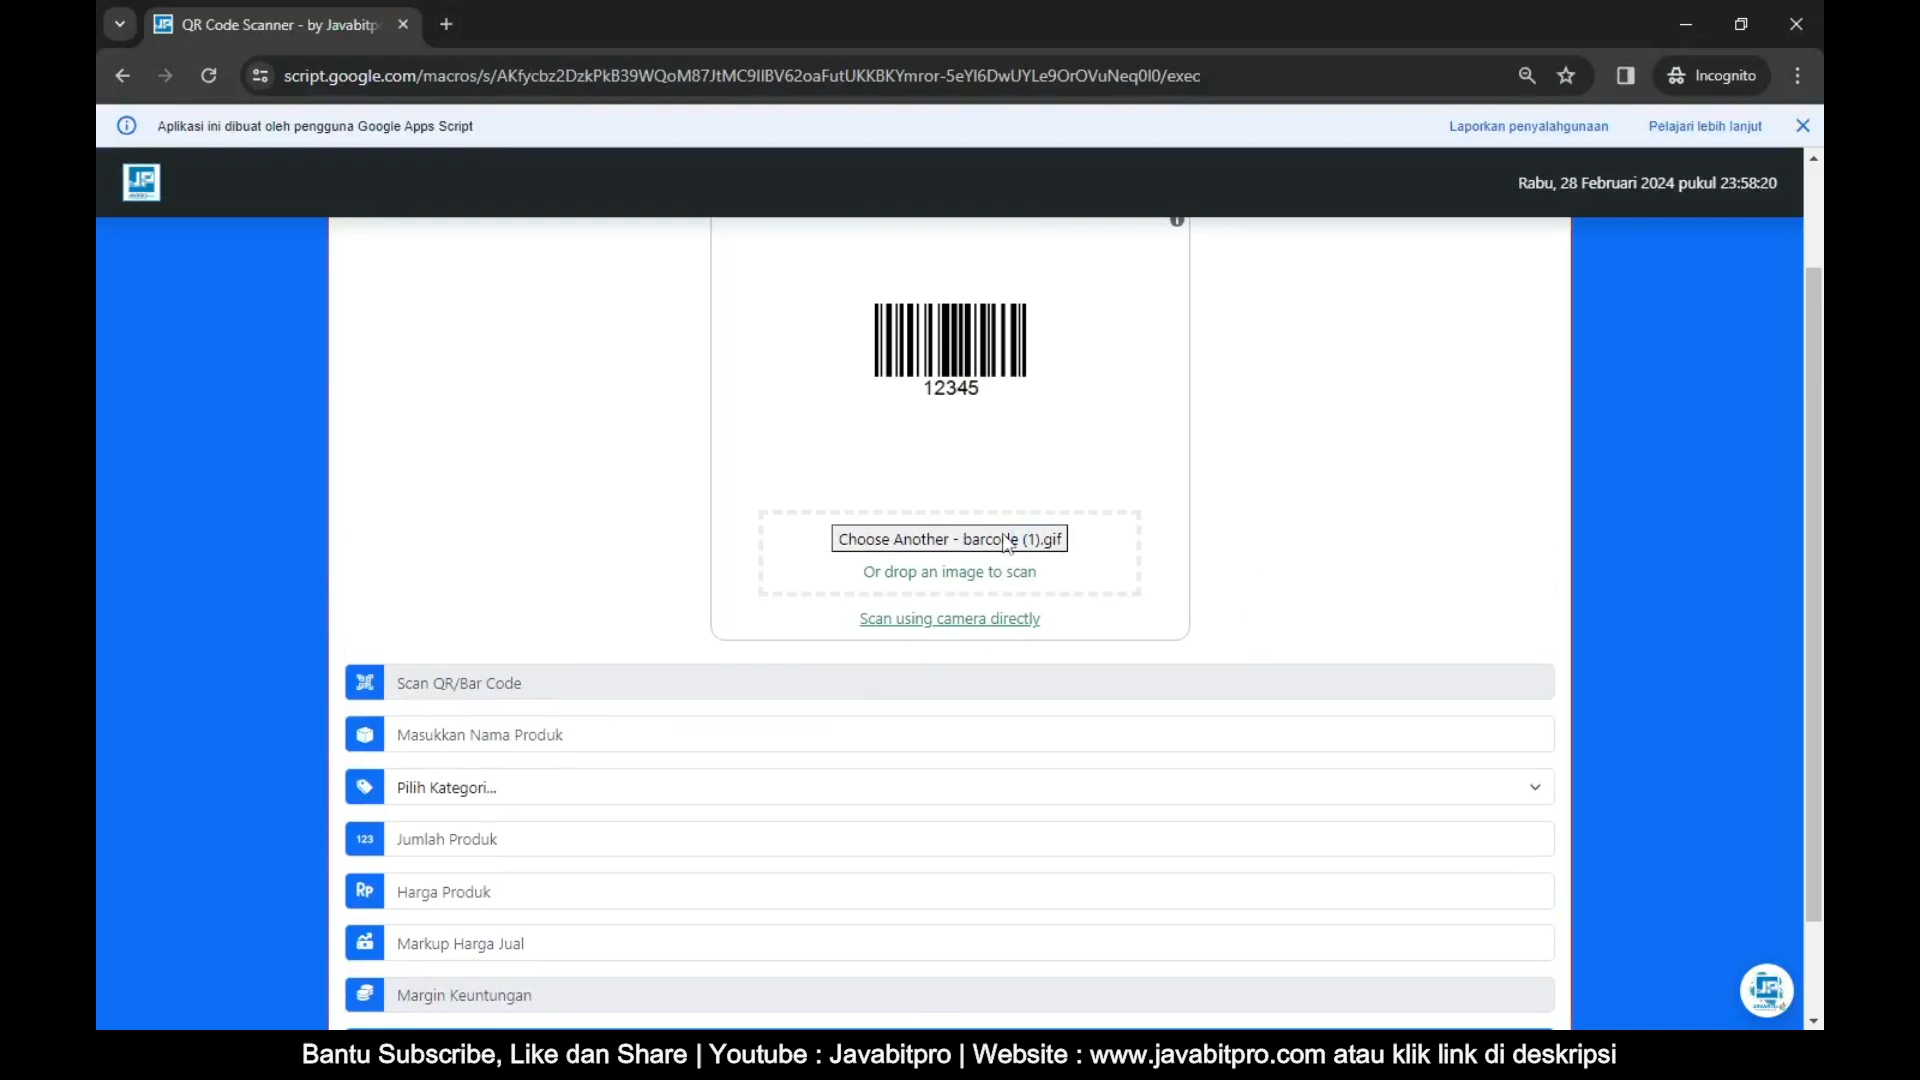 QR Code Scanner - by Javabitp
script.google.com/macros/s/AKfycbz2DzkPkB39WQoM87JtMC9IIBV62oaFutUKKBKYmror-5eYI6DwUYLe9OrOVuNeq0I0/exec
Incognito
Aplikasi ini dibuat oleh pengguna Google Apps Script
Laporkan penyalahgunaan
Pelajari lebih lanjut
JP
Rabu, 28 Februari 2024 pukul 23:58:20
12345
Choose Another - barcode (1).gif
Or drop an image to scan
Scan using camera directly
Scan QR/Bar Code
Masukkan Nama Produk
Pilih Kategori...
123 Jumlah Produk
Rp Harga Produk
Markup Harga Jual
Margin Keuntungan
JP
Bantu Subscribe, Like dan Share | Youtube : Javabitpro | Website : www.javabitpro.com atau klik link di deskripsi